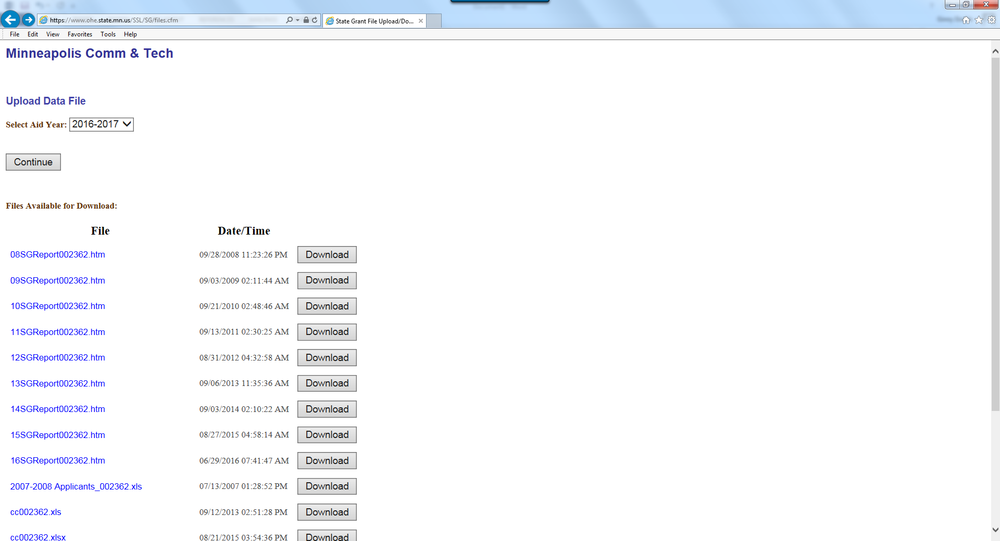 https://www.ohe.state.mn.us/SSL/SG/files.cfm
State Grant File Upload/Do...
File Edit View Favorites Tools Help
Minneapolis Comm & Tech
Upload Data File
Select Aid Year: 2016-2017
Continue
Files Available for Download:
File Date/Time
08SGReport002362.htm 09/28/2008 11:23:26 PM Download
09SGReport002362.htm 09/03/2009 02:11:44 AM Download
10SGReport002362.htm 09/21/2010 02:48:46 AM Download
11SGReport002362.htm 09/13/2011 02:30:25 AM Download
12SGReport002362.htm 08/31/2012 04:32:58 AM Download
13SGReport002362.htm 09/06/2013 11:35:36 AM Download
14SGReport002362.htm 09/03/2014 02:10:22 AM Download
15SGReport002362.htm 08/27/2015 04:58:14 AM Download
16SGReport002362.htm 06/29/2016 07:41:47 AM Download
2007-2008 Applicants_002362.xls 07/13/2007 01:28:52 PM Download
cc002362.xls 09/12/2013 02:51:28 PM Download
cc002362.xlsx 08/21/2015 03:54:36 PM Download